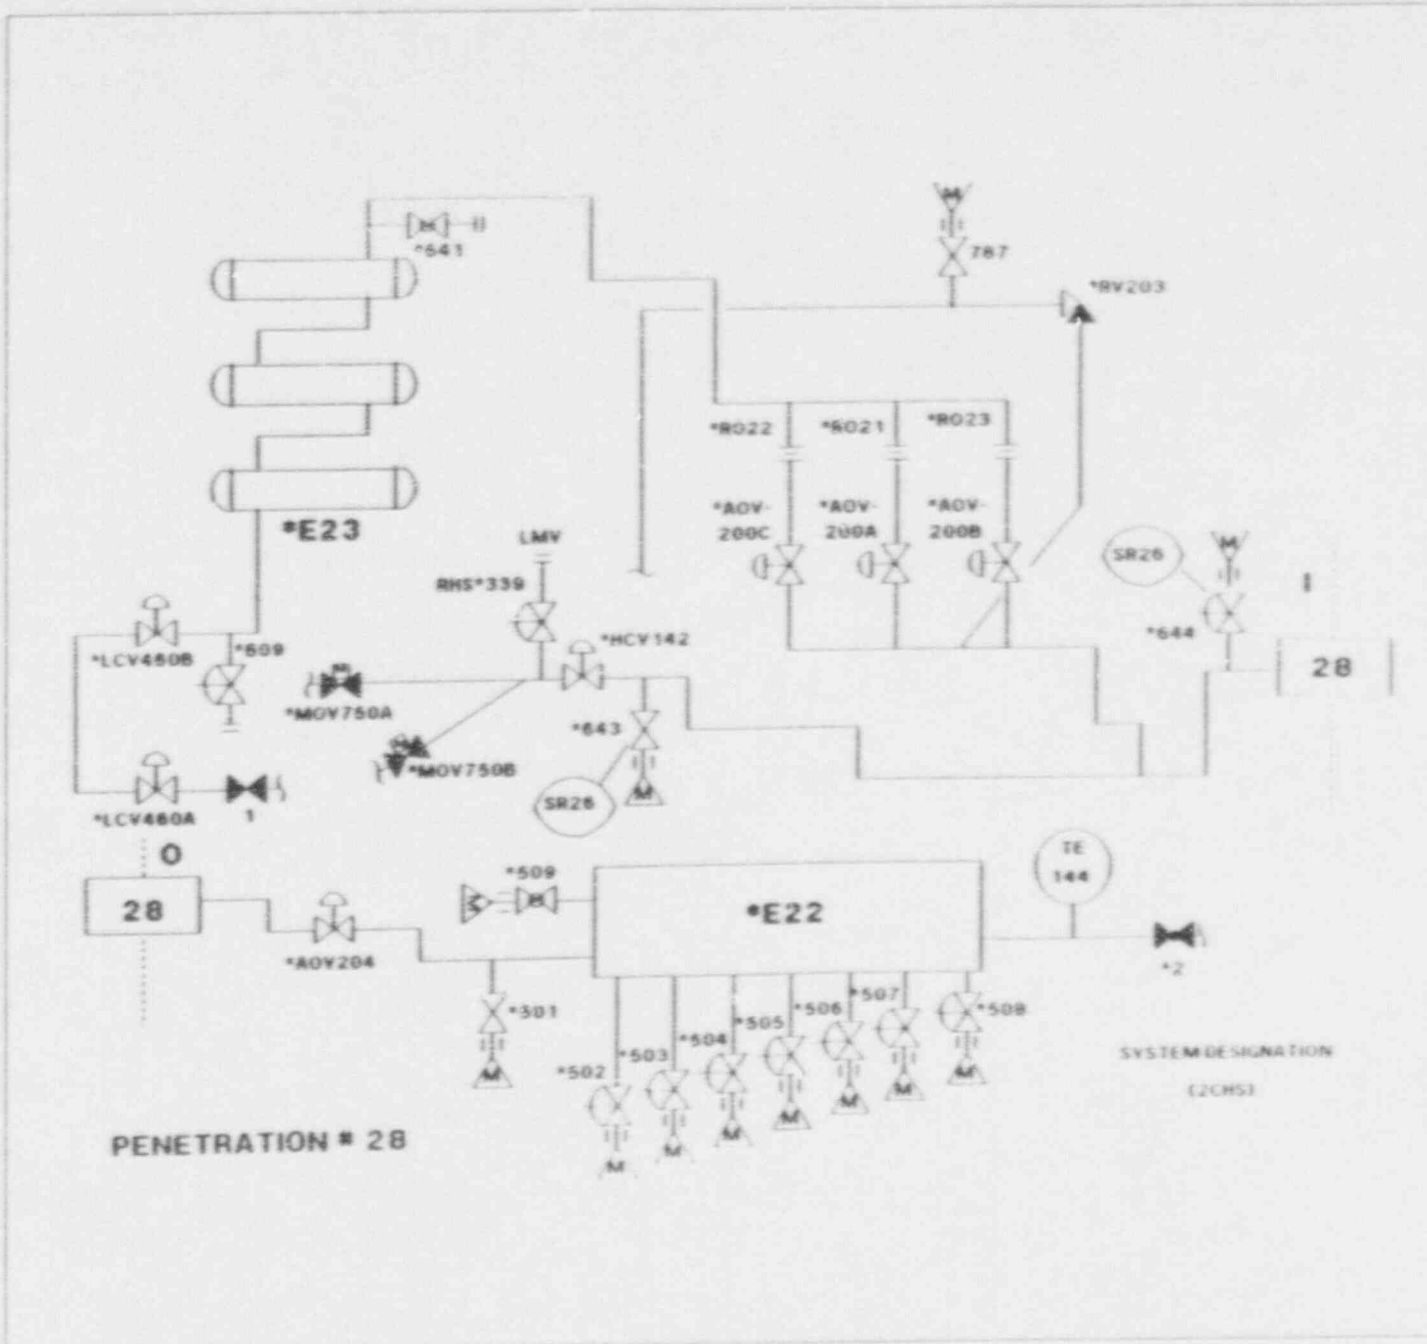 M
787
*RV203
*641
*RO22
*RO21
*RO23
*E23
*AOV-
200C
*AOV-
200A
*AOV-
200B
LMV
RHS*339
SR26
M
I
*644
28
*LCV460B
*609
*HCV142
*MOV750A
*643
*MOV750B
SR26
M
*LCV460A
1
O
28
*509
M
*E22
TE
144
*AOV204
*2
*501
M
*502
*503
*504
*505
*506
*507
*508
M
M
M
M
M
M
M
SYSTEM DESIGNATION
(2CHS)
PENETRATION # 28